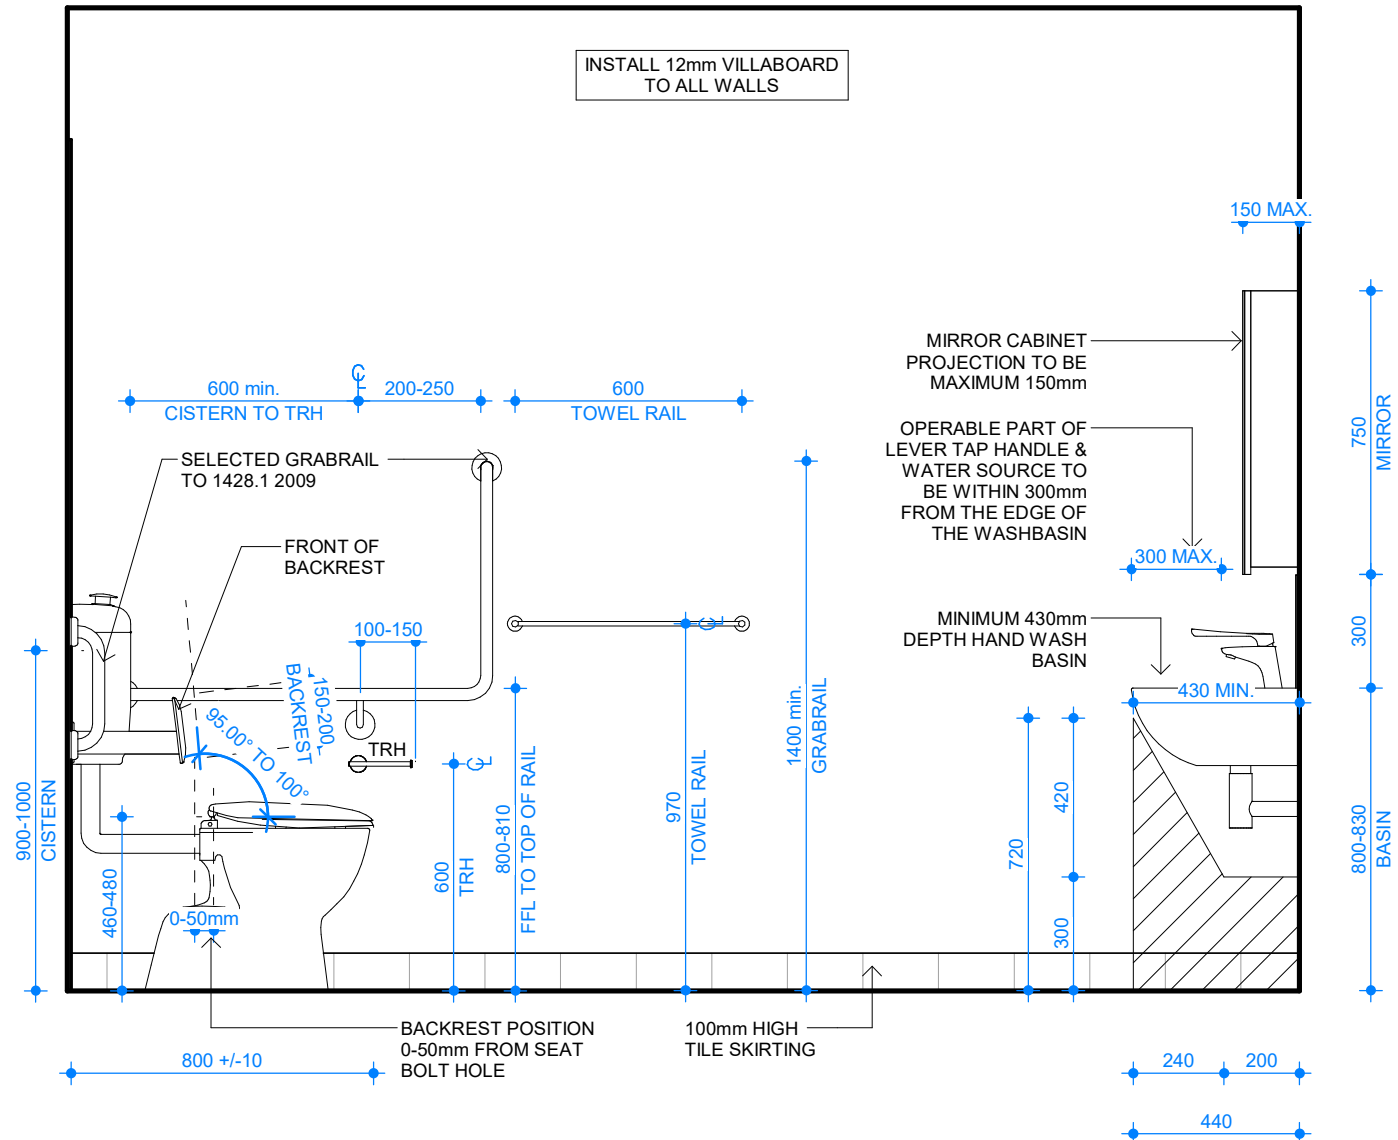 INSTALL 12mm VILLABOARD
TO ALL WALLS
150 MAX.
MIRROR CABINET
PROJECTION TO BE
MAXIMUM 150mm
750
MIRROR
600 min.
CISTERN TO TRH
℄
200-250
600
TOWEL RAIL
OPERABLE PART OF
LEVER TAP HANDLE &
WATER SOURCE TO
BE WITHIN 300mm
FROM THE EDGE OF
THE WASHBASIN
SELECTED GRABRAIL
TO 1428.1 2009
FRONT OF
BACKREST
300 MAX.
100-150
℄
MINIMUM 430mm
DEPTH HAND WASH
BASIN
300
430 MIN.
150-200
BACKREST
95.00° TO 100°
TRH
℄
1400 min.
GRABRAIL
900-1000
CISTERN
460-480
0-50mm
600
TRH
800-810
FFL TO TOP OF RAIL
970
TOWEL RAIL
720
420
300
800-830
BASIN
BACKREST POSITION
0-50mm FROM SEAT
BOLT HOLE
100mm HIGH
TILE SKIRTING
800 +/-10
240
200
440